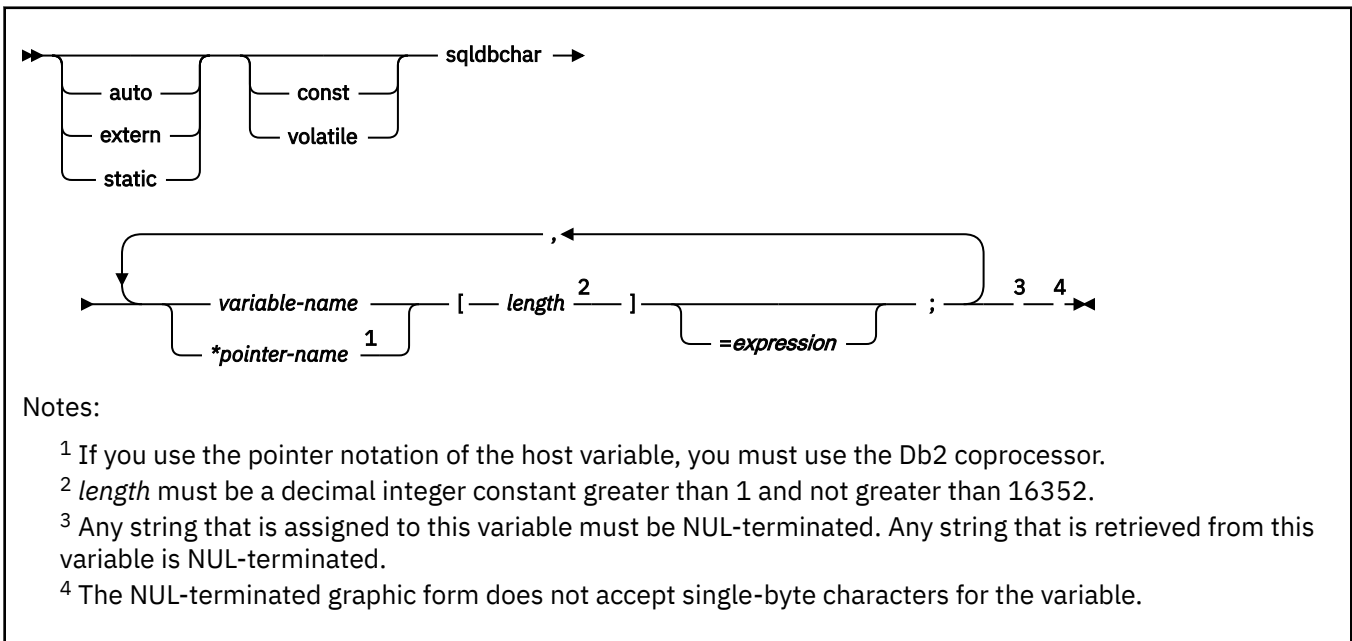 sqldbchar
auto const
extern volatile
static
,
variable-name [ length 2 ] ; 3 4
*pointer-name 1 =expression
Notes:
1 If you use the pointer notation of the host variable, you must use the Db2 coprocessor.
2 length must be a decimal integer constant greater than 1 and not greater than 16352.
3 Any string that is assigned to this variable must be NUL-terminated. Any string that is retrieved from this
variable is NUL-terminated.
4 The NUL-terminated graphic form does not accept single-byte characters for the variable.